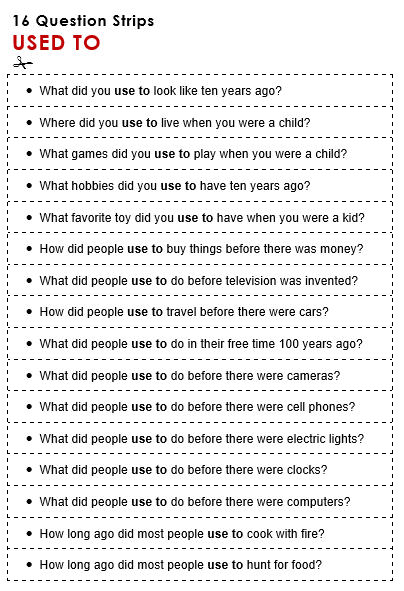 16 Question Strips
USED TO
• What did you use to look like ten years ago?
• Where did you use to live when you were a child?
• What games did you use to play when you were a child?
• What hobbies did you use to have ten years ago?
• What favorite toy did you use to have when you were a kid?
• How did people use to buy things before there was money?
• What did people use to do before television was invented?
• How did people use to travel before there were cars?
• What did people use to do in their free time 100 years ago?
• What did people use to do before there were cameras?
• What did people use to do before there were cell phones?
• What did people use to do before there were electric lights?
• What did people use to do before there were clocks?
• What did people use to do before there were computers?
• How long ago did most people use to cook with fire?
• How long ago did most people use to hunt for food?